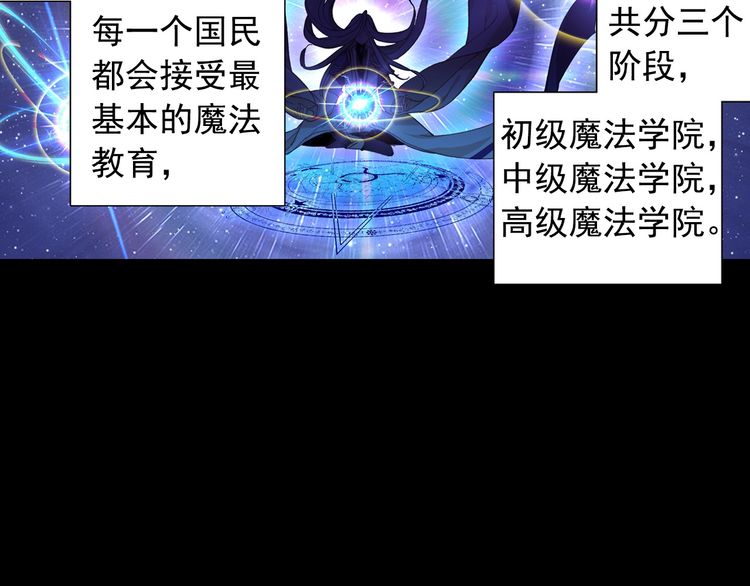 每一个国民
都会接受最
基本的魔法
教育，
共分三个
阶段，
初级魔法学院，
中级魔法学院，
高级魔法学院。